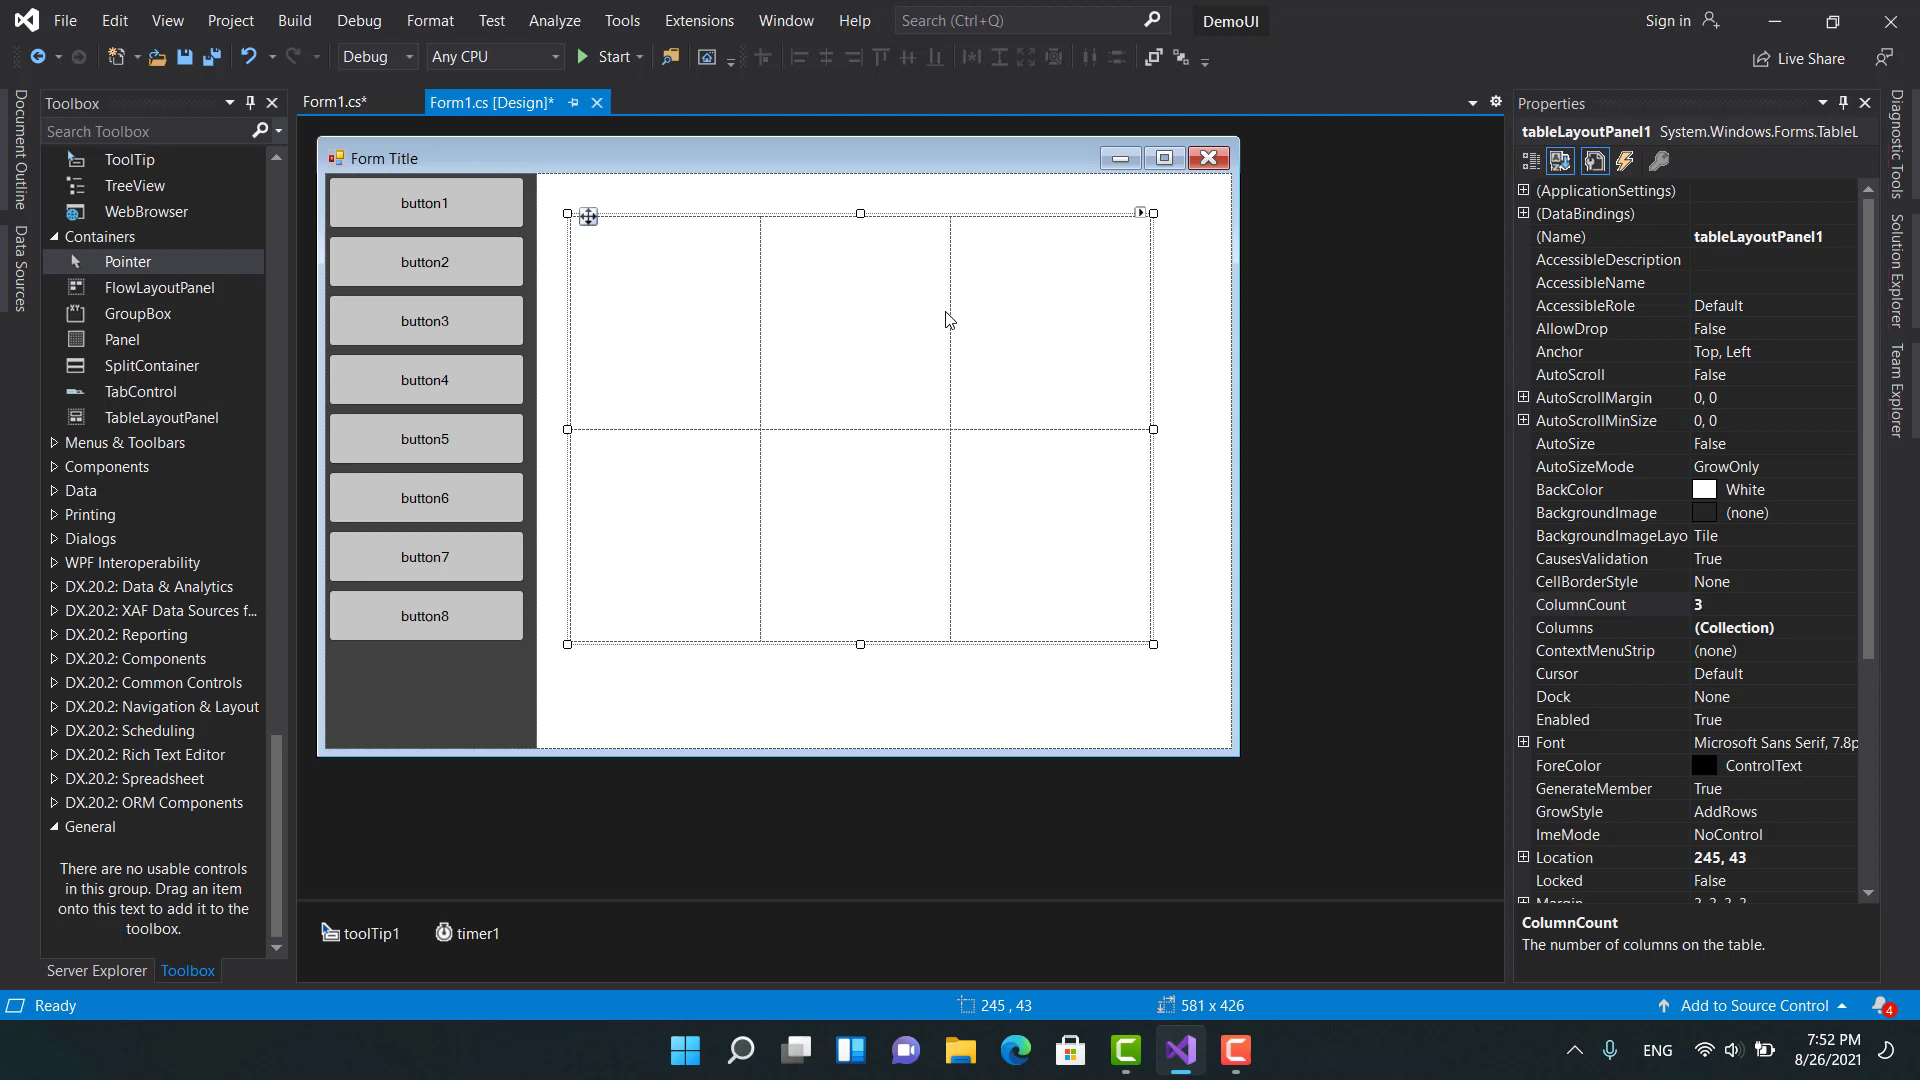 File Edit View Project Build Debug Format Test Analyze Tools Extensions Window Help Search (Ctrl+Q) DemoUI Sign in
Debug Any CPU Start Live Share
Document Outline
Data Sources
Toolbox
Search Toolbox
ToolTip
TreeView
WebBrowser
Containers
Pointer
FlowLayoutPanel
GroupBox
Panel
SplitContainer
TabControl
TableLayoutPanel
Menus & Toolbars
Components
Data
Printing
Dialogs
WPF Interoperability
DX.20.2: Data & Analytics
DX.20.2: XAF Data Sources f...
DX.20.2: Reporting
DX.20.2: Components
DX.20.2: Common Controls
DX.20.2: Navigation & Layout
DX.20.2: Scheduling
DX.20.2: Rich Text Editor
DX.20.2: Spreadsheet
DX.20.2: ORM Components
General
There are no usable controls
in this group. Drag an item
onto this text to add it to the
toolbox.
Server Explorer Toolbox
Form1.cs* Form1.cs [Design]*
Form Title
button1
button2
button3
button4
button5
button6
button7
button8
toolTip1 timer1
Properties
tableLayoutPanel1 System.Windows.Forms.TableL
(ApplicationSettings)
(DataBindings)
(Name) tableLayoutPanel1
AccessibleDescription
AccessibleName
AccessibleRole Default
AllowDrop False
Anchor Top, Left
AutoScroll False
AutoScrollMargin 0, 0
AutoScrollMinSize 0, 0
AutoSize False
AutoSizeMode GrowOnly
BackColor White
BackgroundImage (none)
BackgroundImageLayo Tile
CausesValidation True
CellBorderStyle None
ColumnCount 3
Columns (Collection)
ContextMenuStrip (none)
Cursor Default
Dock None
Enabled True
Font Microsoft Sans Serif, 7.8p
ForeColor ControlText
GenerateMember True
GrowStyle AddRows
ImeMode NoControl
Location 245, 43
Locked False
Margin 3, 3, 3, 3
ColumnCount
The number of columns on the table.
Diagnostic Tools
Solution Explorer
Team Explorer
Ready 245 , 43 581 x 426 Add to Source Control 4
ENG 7:52 PM
8/26/2021